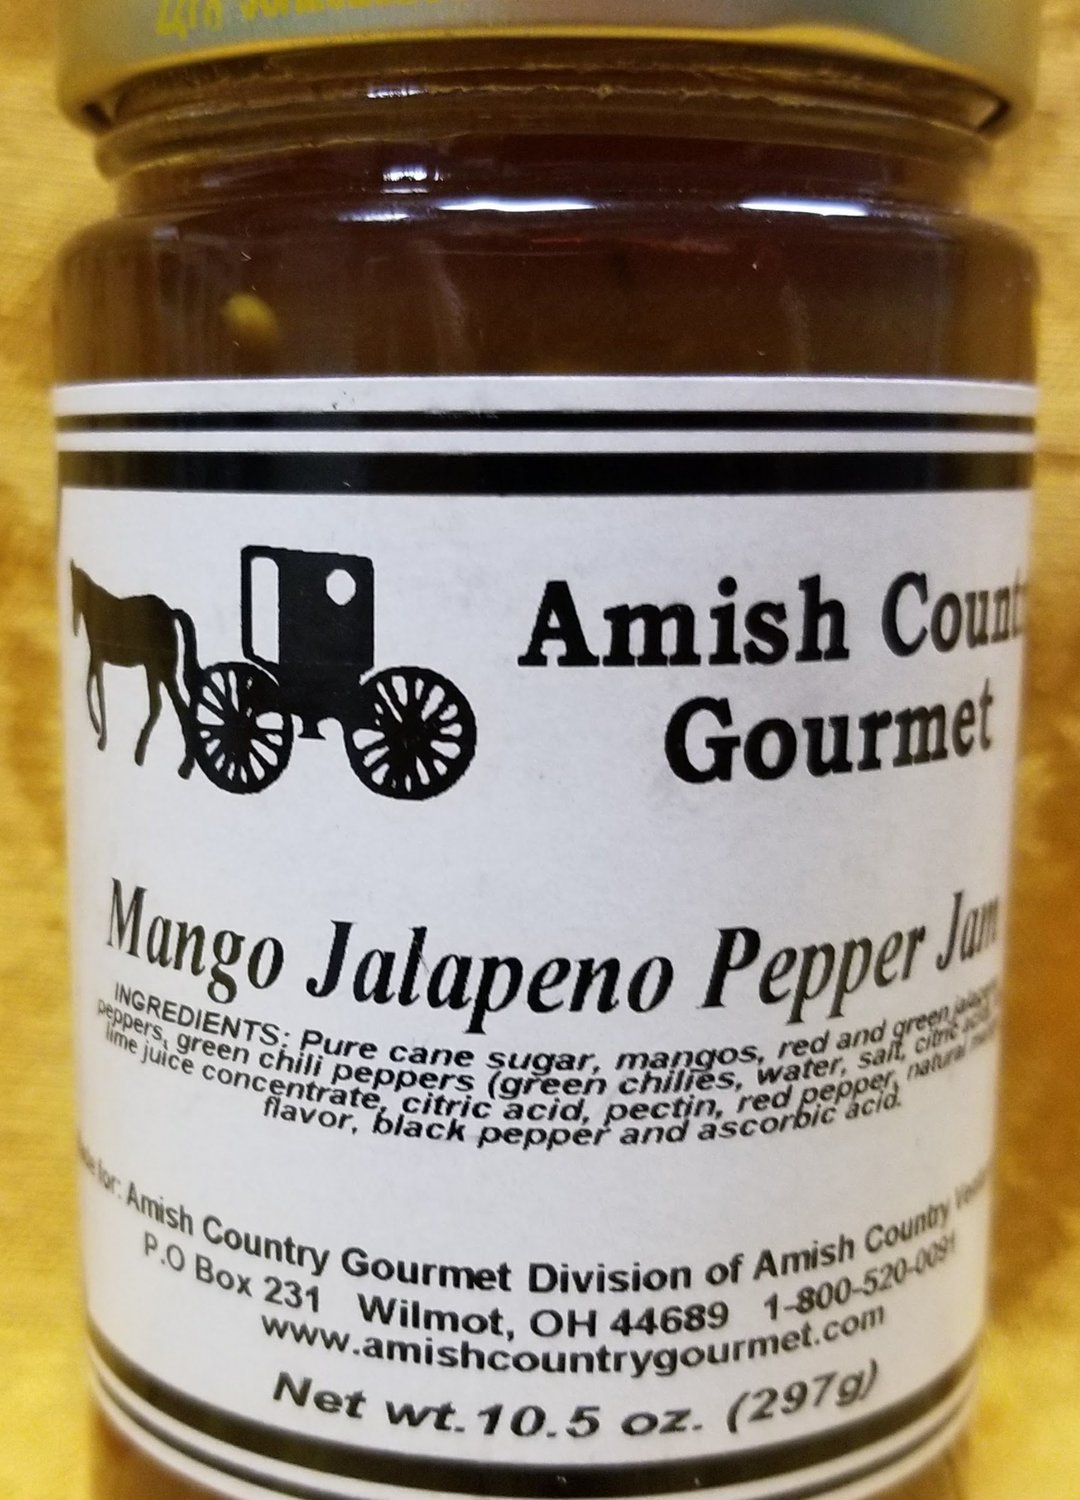 Amish Count
Gourmet
Mango Jalapeno Pepper Jam
INGREDIENTS: Pure cane sugar, mangos, red and green
peppers, green chili peppers (green chilies, water, salt, citric
lime juice concentrate, citric acid, pectin, red pepper, natural
flavor, black pepper and ascorbic acid.
for: Amish Country Gourmet Division of Amish Country
P.O Box 231 Wilmot, OH 44689 1-800-520-0091
www.amishcountrygourmet.com
Net wt. 10.5 oz. (297g)